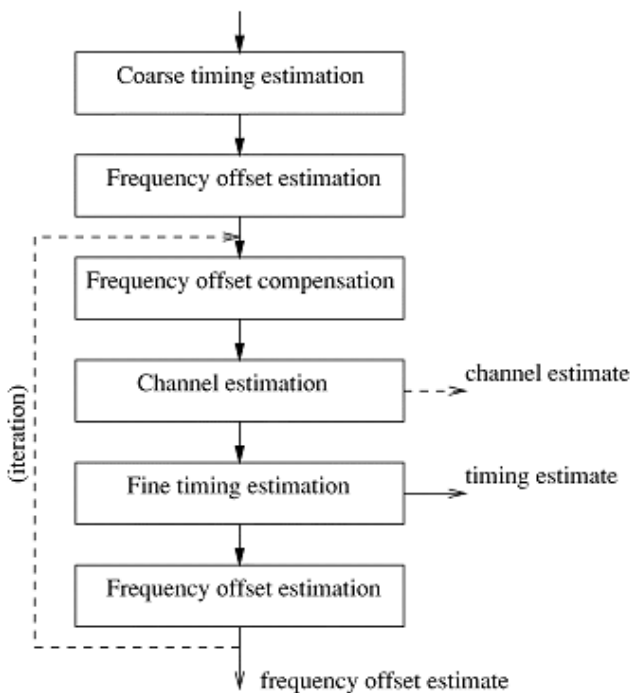 Coarse timing estimation
Frequency offset estimation
Frequency offset compensation
Channel estimation
channel estimate
(iteration)
Fine timing estimation
timing estimate
Frequency offset estimation
frequency offset estimate